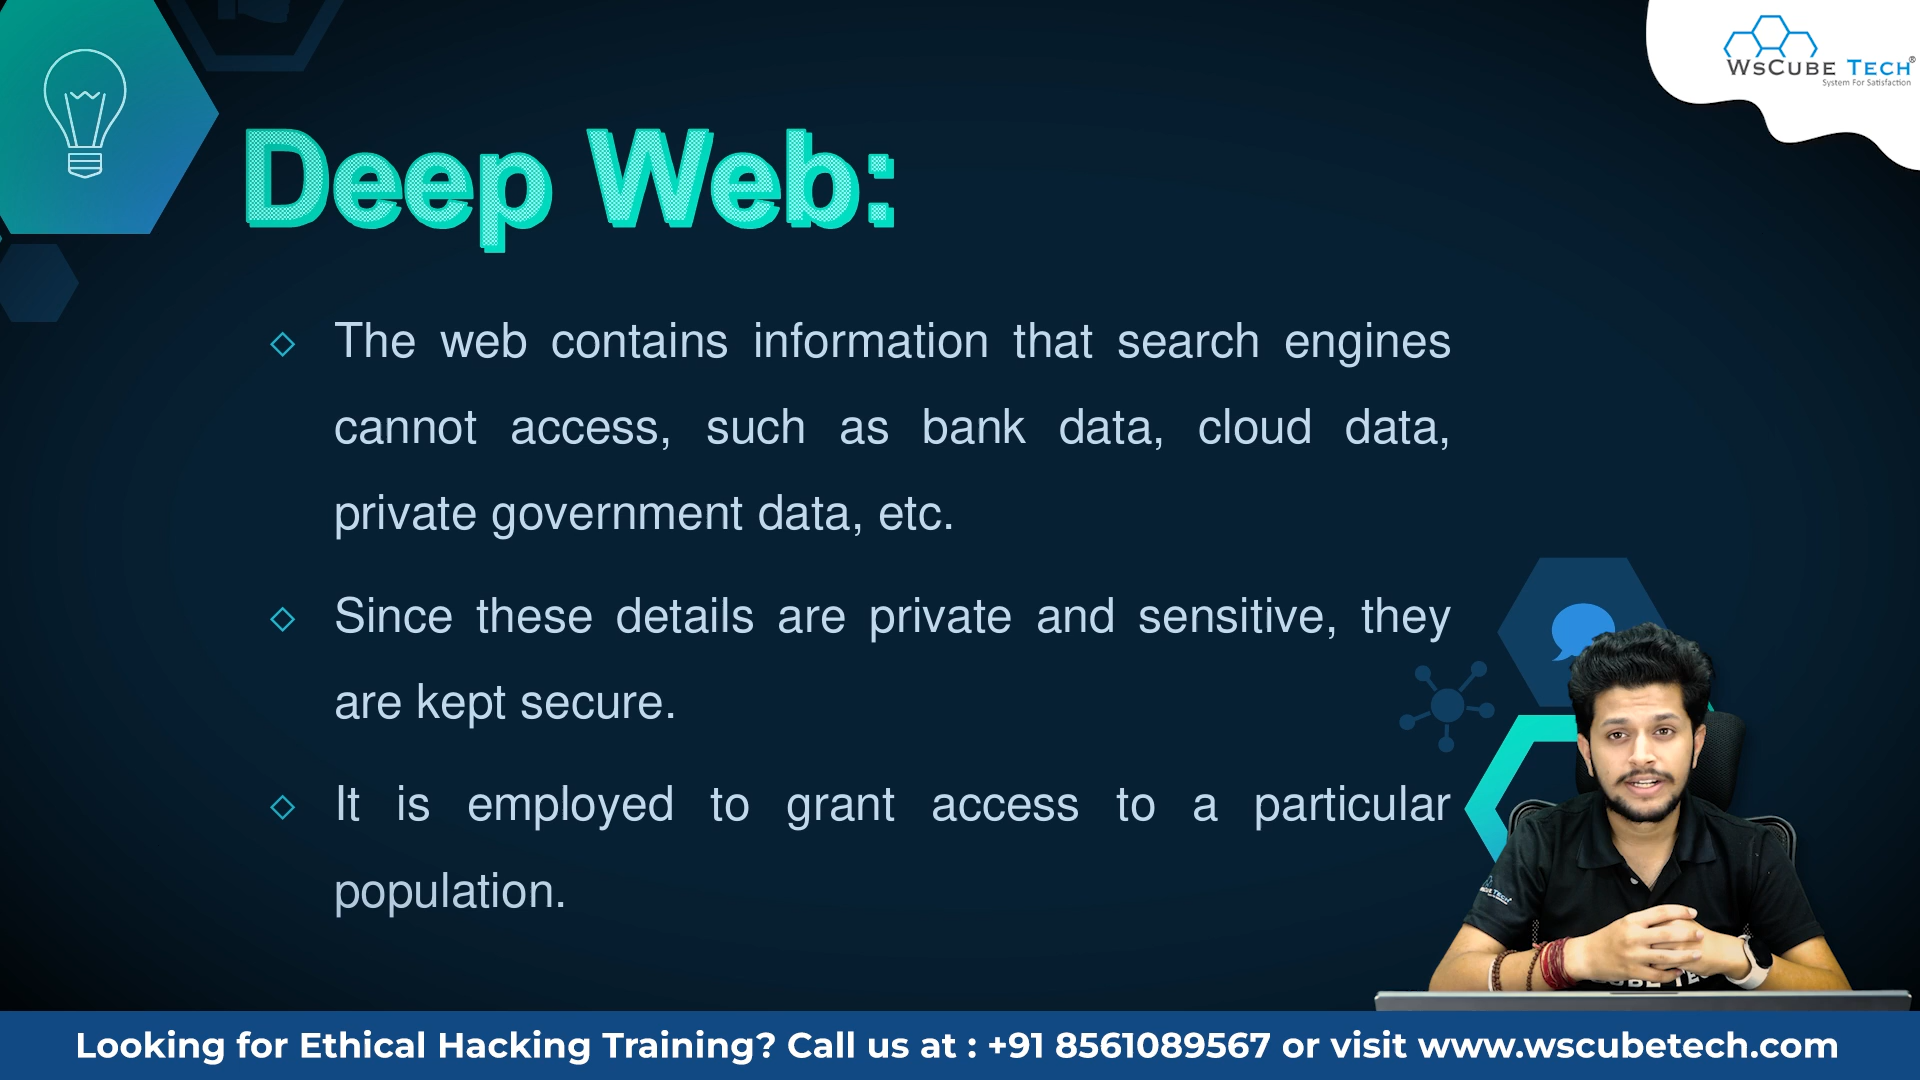 WSCUBE TECH®
System For Satisfaction
Deep Web:
The web contains information that search engines
cannot access, such as bank data, cloud data,
private government data, etc.
Since these details are private and sensitive, they
are kept secure.
It is employed to grant access to a particular
population.
Looking for Ethical Hacking Training? Call us at : +91 8561089567 or visit www.wscubetech.com